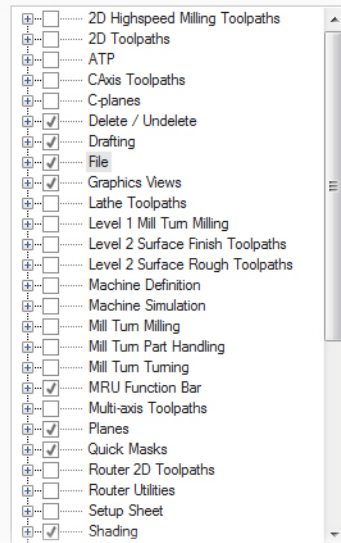 2D Highspeed Milling Toolpaths
2D Toolpaths
ATP
CAxis Toolpaths
C-planes
Delete / Undelete
Drafting
File
Graphics Views
Lathe Toolpaths
Level 1 Mill Turn Milling
Level 2 Surface Finish Toolpaths
Level 2 Surface Rough Toolpaths
Machine Definition
Machine Simulation
Mill Turn Milling
Mill Turn Part Handling
Mill Turn Turning
MRU Function Bar
Multi-axis Toolpaths
Planes
Quick Masks
Router 2D Toolpaths
Router Utilities
Setup Sheet
Shading